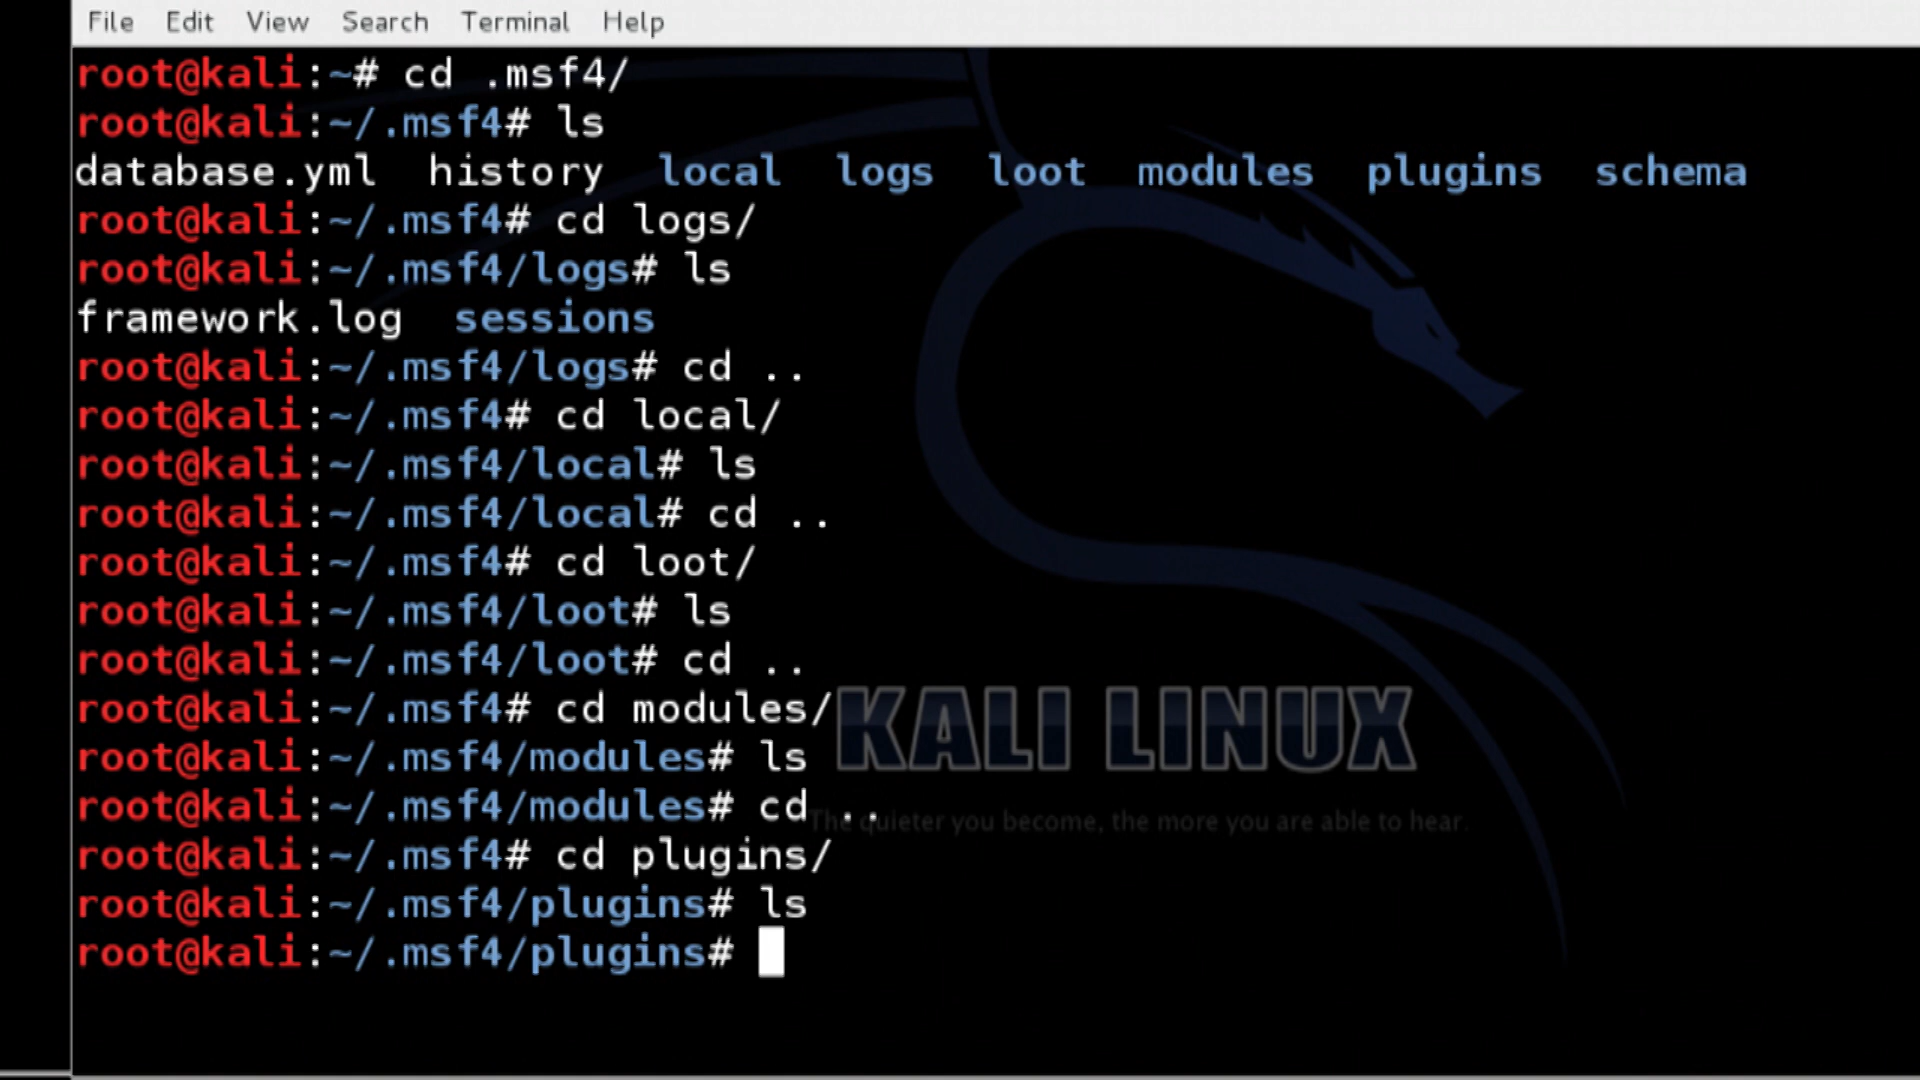 File Edit View Search Terminal Help
root@kali:~# cd .msf4/
root@kali:~/.msf4# ls
database.yml history local logs loot modules plugins schema
root@kali:~/.msf4# cd logs/
root@kali:~/.msf4/logs# ls
framework.log sessions
root@kali:~/.msf4/logs# cd ..
root@kali:~/.msf4# cd local/
root@kali:~/.msf4/local# ls
root@kali:~/.msf4/local# cd ..
root@kali:~/.msf4# cd loot/
root@kali:~/.msf4/loot# ls
root@kali:~/.msf4/loot# cd ..
root@kali:~/.msf4# cd modules/
KALI LINUX
root@kali:~/.msf4/modules# ls
root@kali:~/.msf4/modules# cd ..
The quieter you become, the more you are able to hear.
root@kali:~/.msf4# cd plugins/
root@kali:~/.msf4/plugins# ls
root@kali:~/.msf4/plugins#